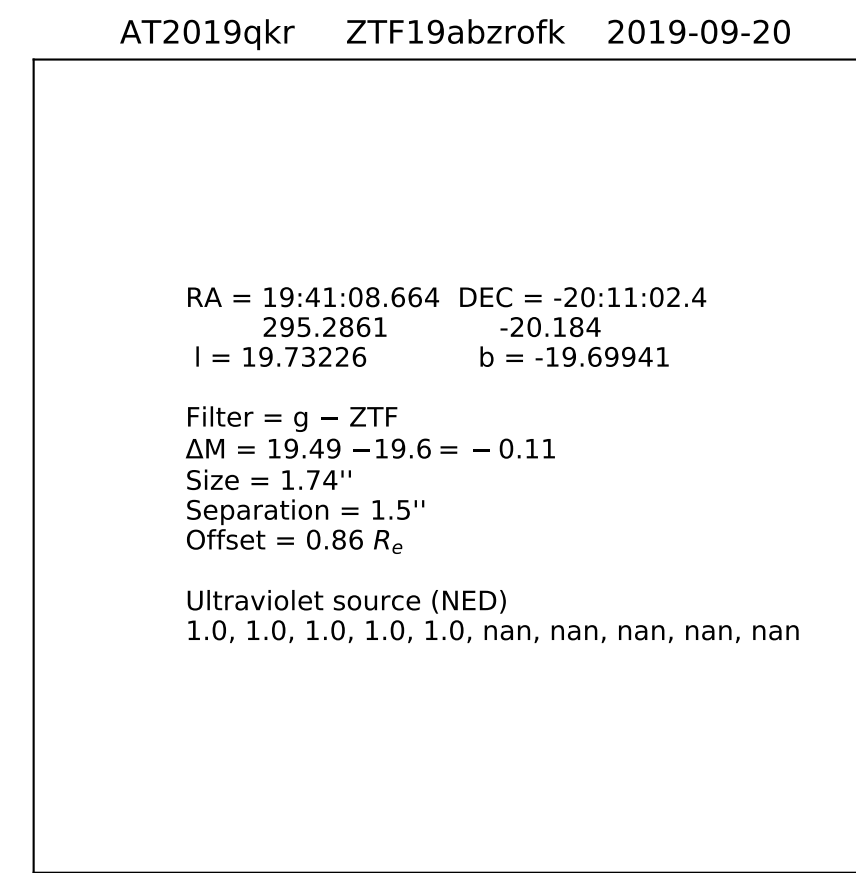 AT2019qkr ZTF19abzrofk 2019-09-20
RA = 19:41:08.664 DEC = -20:11:02.4
295.2861 -20.184
l = 19.73226 b = -19.69941
Filter = g − ZTF
ΔM = 19.49 −19.6 = − 0.11
Size = 1.74''
Separation = 1.5''
Offset = 0.86 Re
Ultraviolet source (NED)
1.0, 1.0, 1.0, 1.0, 1.0, nan, nan, nan, nan, nan